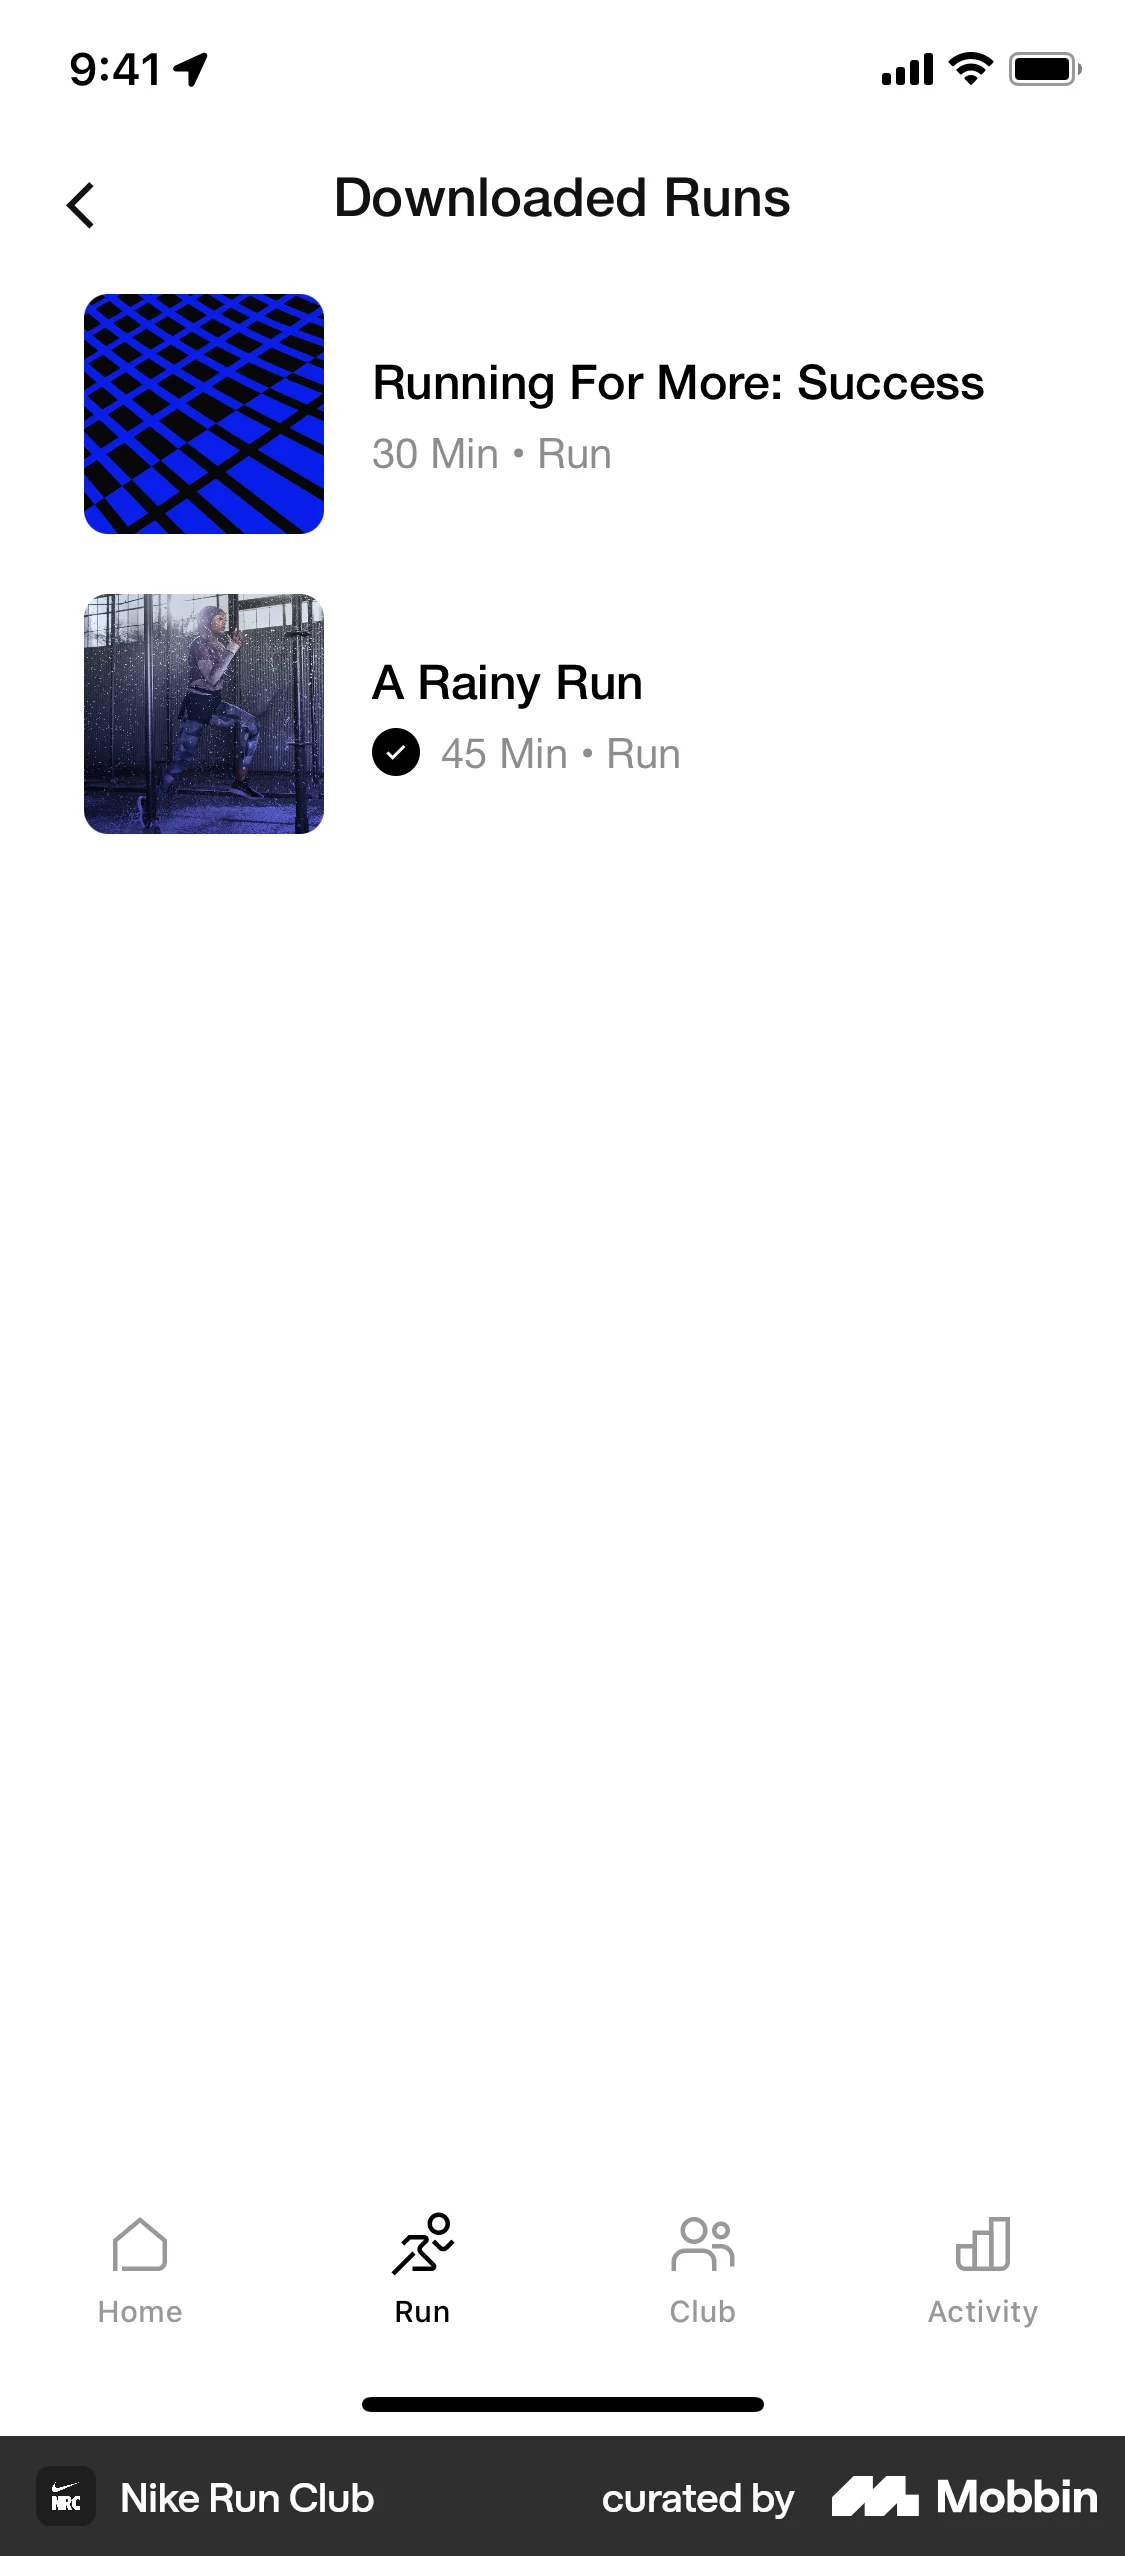 9:41
Downloaded Runs
Running For More: Success
30 Min • Run
A Rainy Run
45 Min • Run
Home
Run
Club
Activity
NRC
Nike Run Club
curated by
Mobbin